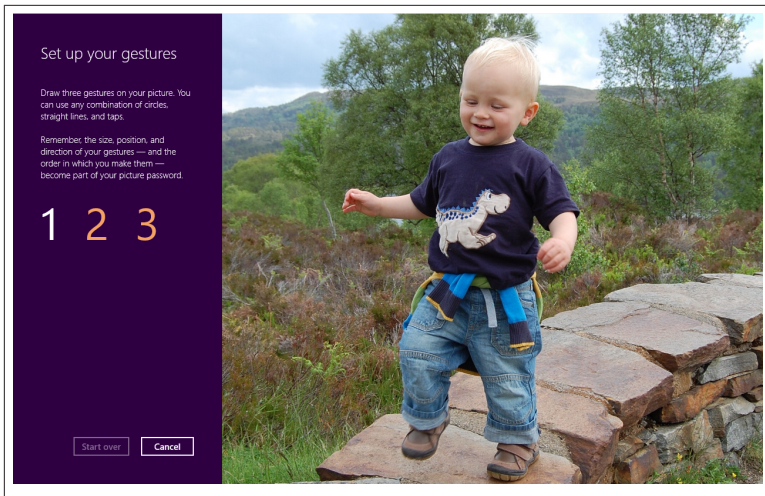 Set up your gestures
Draw three gestures on your picture. You
can use any combination of circles,
straight lines, and taps.
Remember, the size, position, and
direction of your gestures — and the
order in which you make them —
become part of your picture password.
1 2 3
Start over Cancel